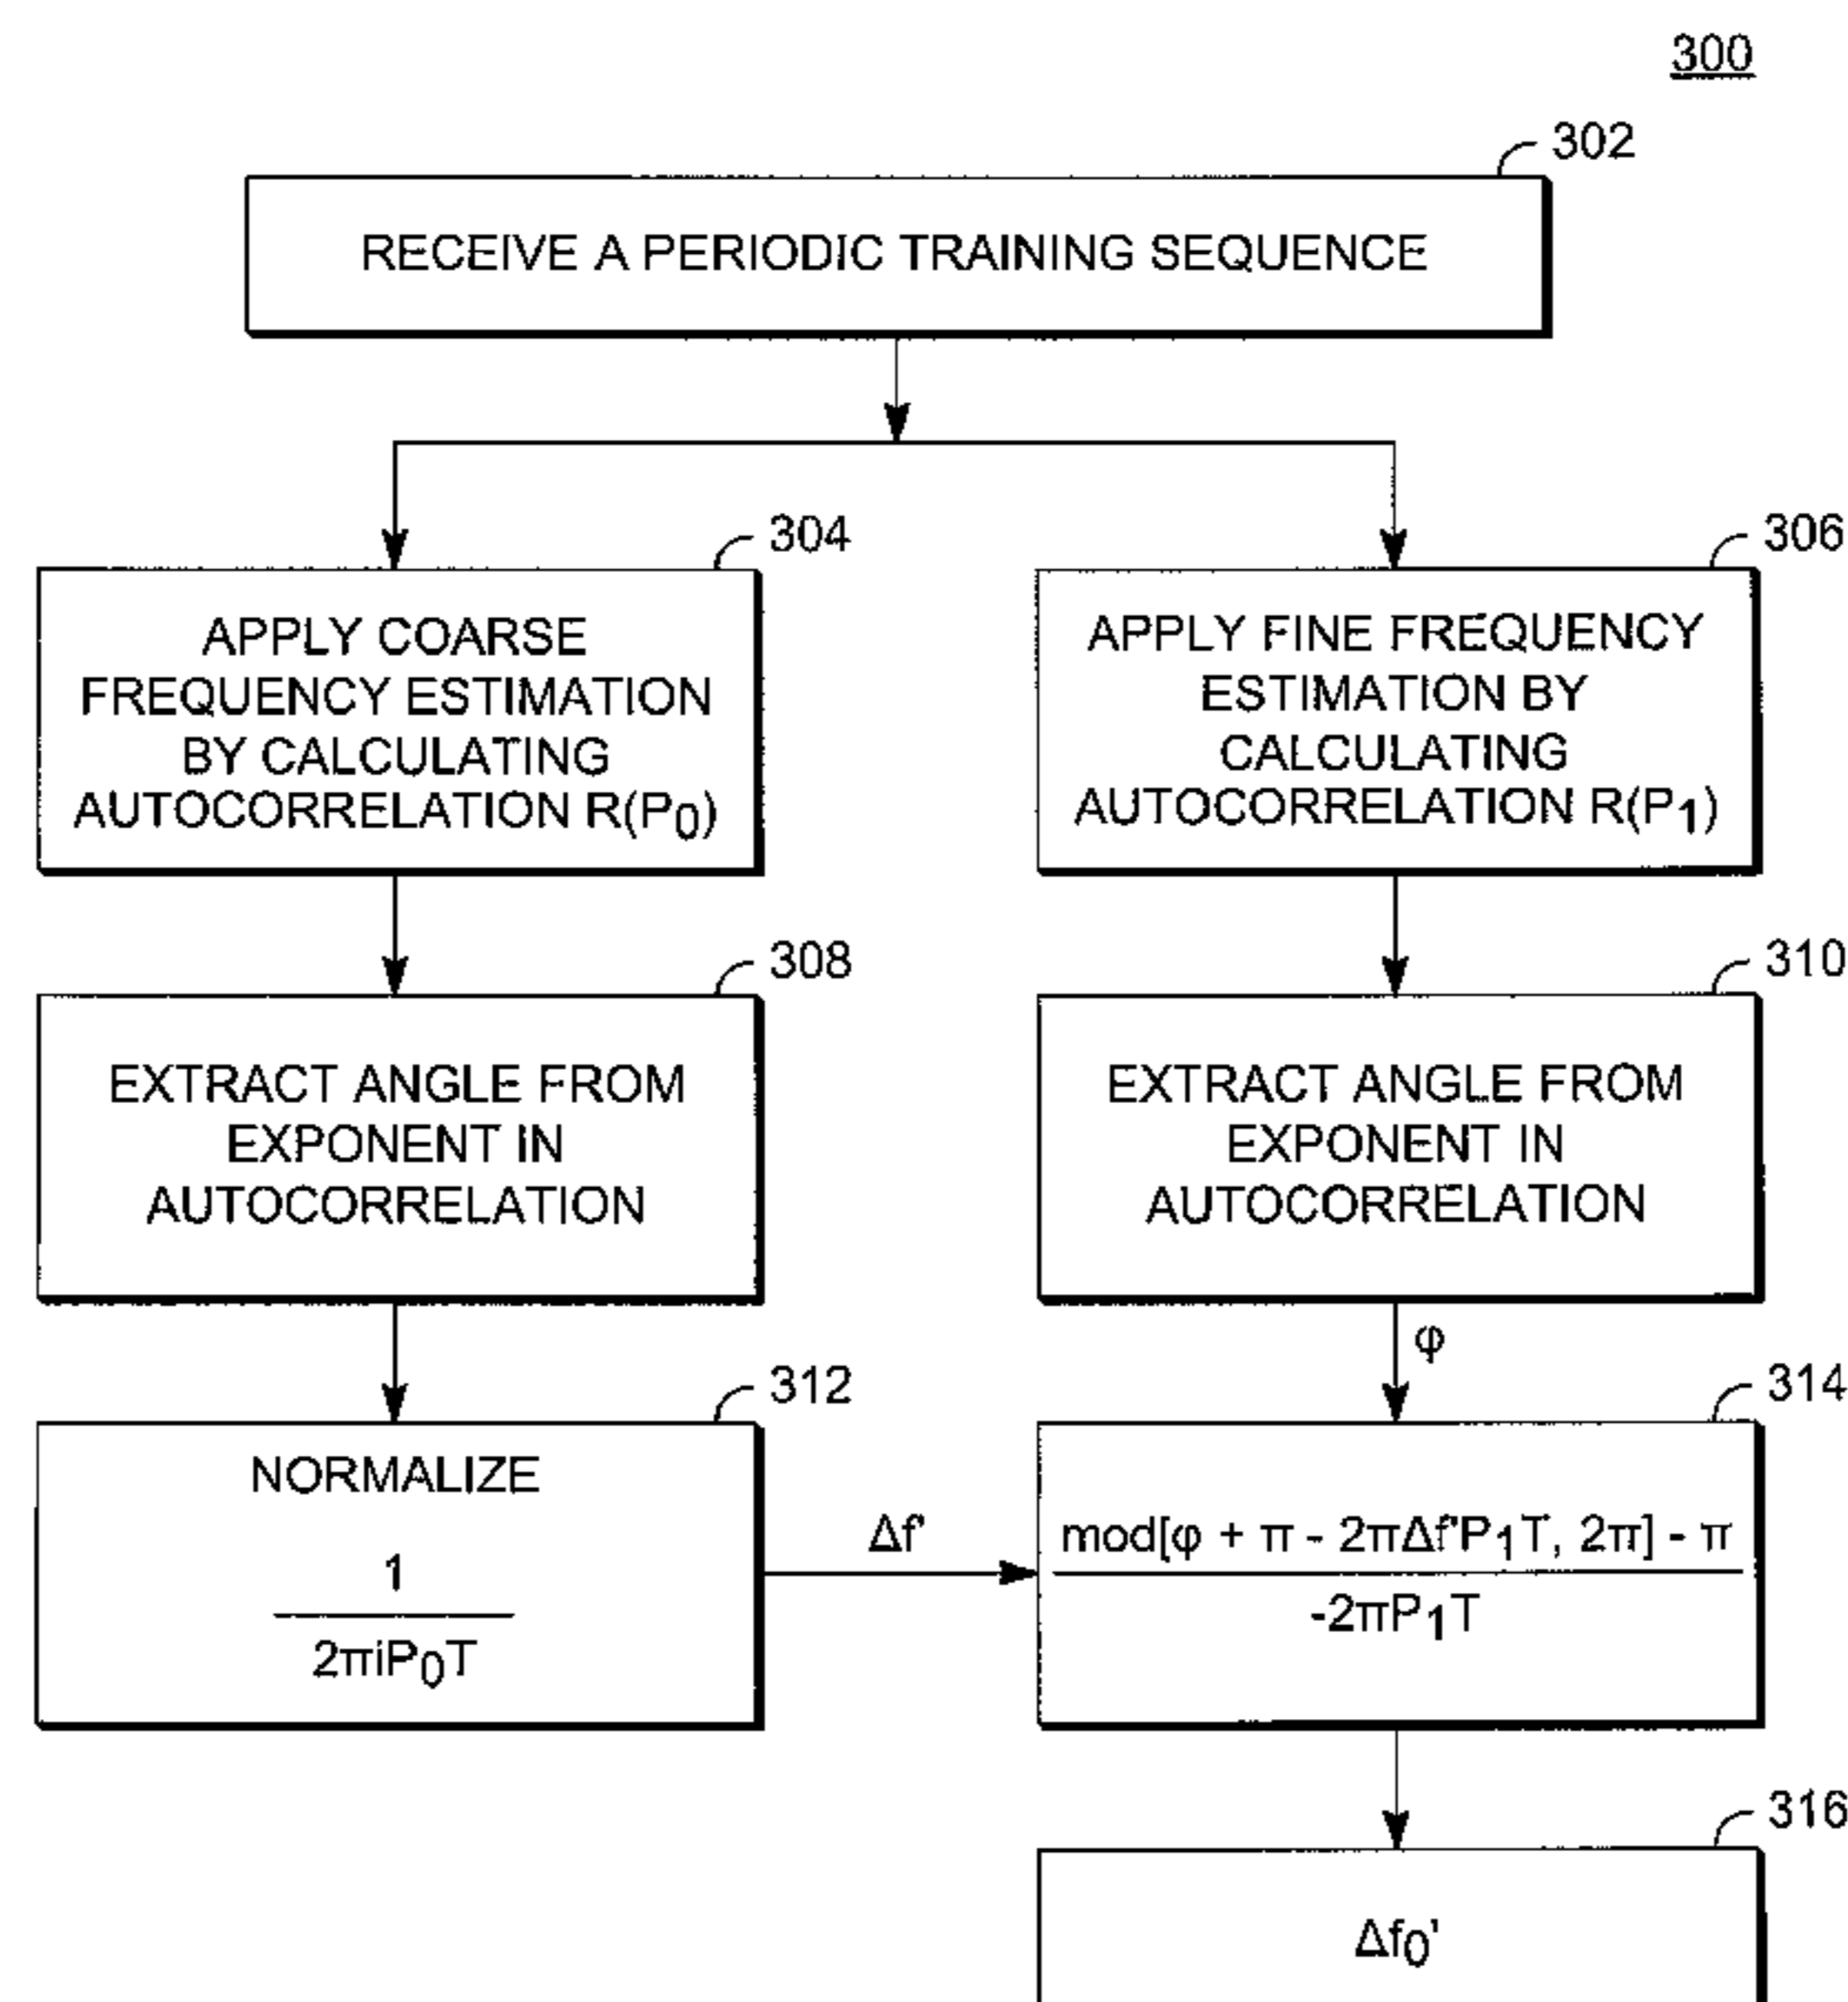 300
302
RECEIVE A PERIODIC TRAINING SEQUENCE
304
APPLY COARSE
FREQUENCY ESTIMATION
BY CALCULATING
AUTOCORRELATION R(P0)
306
APPLY FINE FREQUENCY
ESTIMATION BY
CALCULATING
AUTOCORRELATION R(P1)
308
EXTRACT ANGLE FROM
EXPONENT IN
AUTOCORRELATION
310
EXTRACT ANGLE FROM
EXPONENT IN
AUTOCORRELATION
φ
312
NORMALIZE
1
2πiP0T
Δf'
314
mod[φ + π - 2πΔf'P1T, 2π] - π
-2πP1T
316
Δf0'